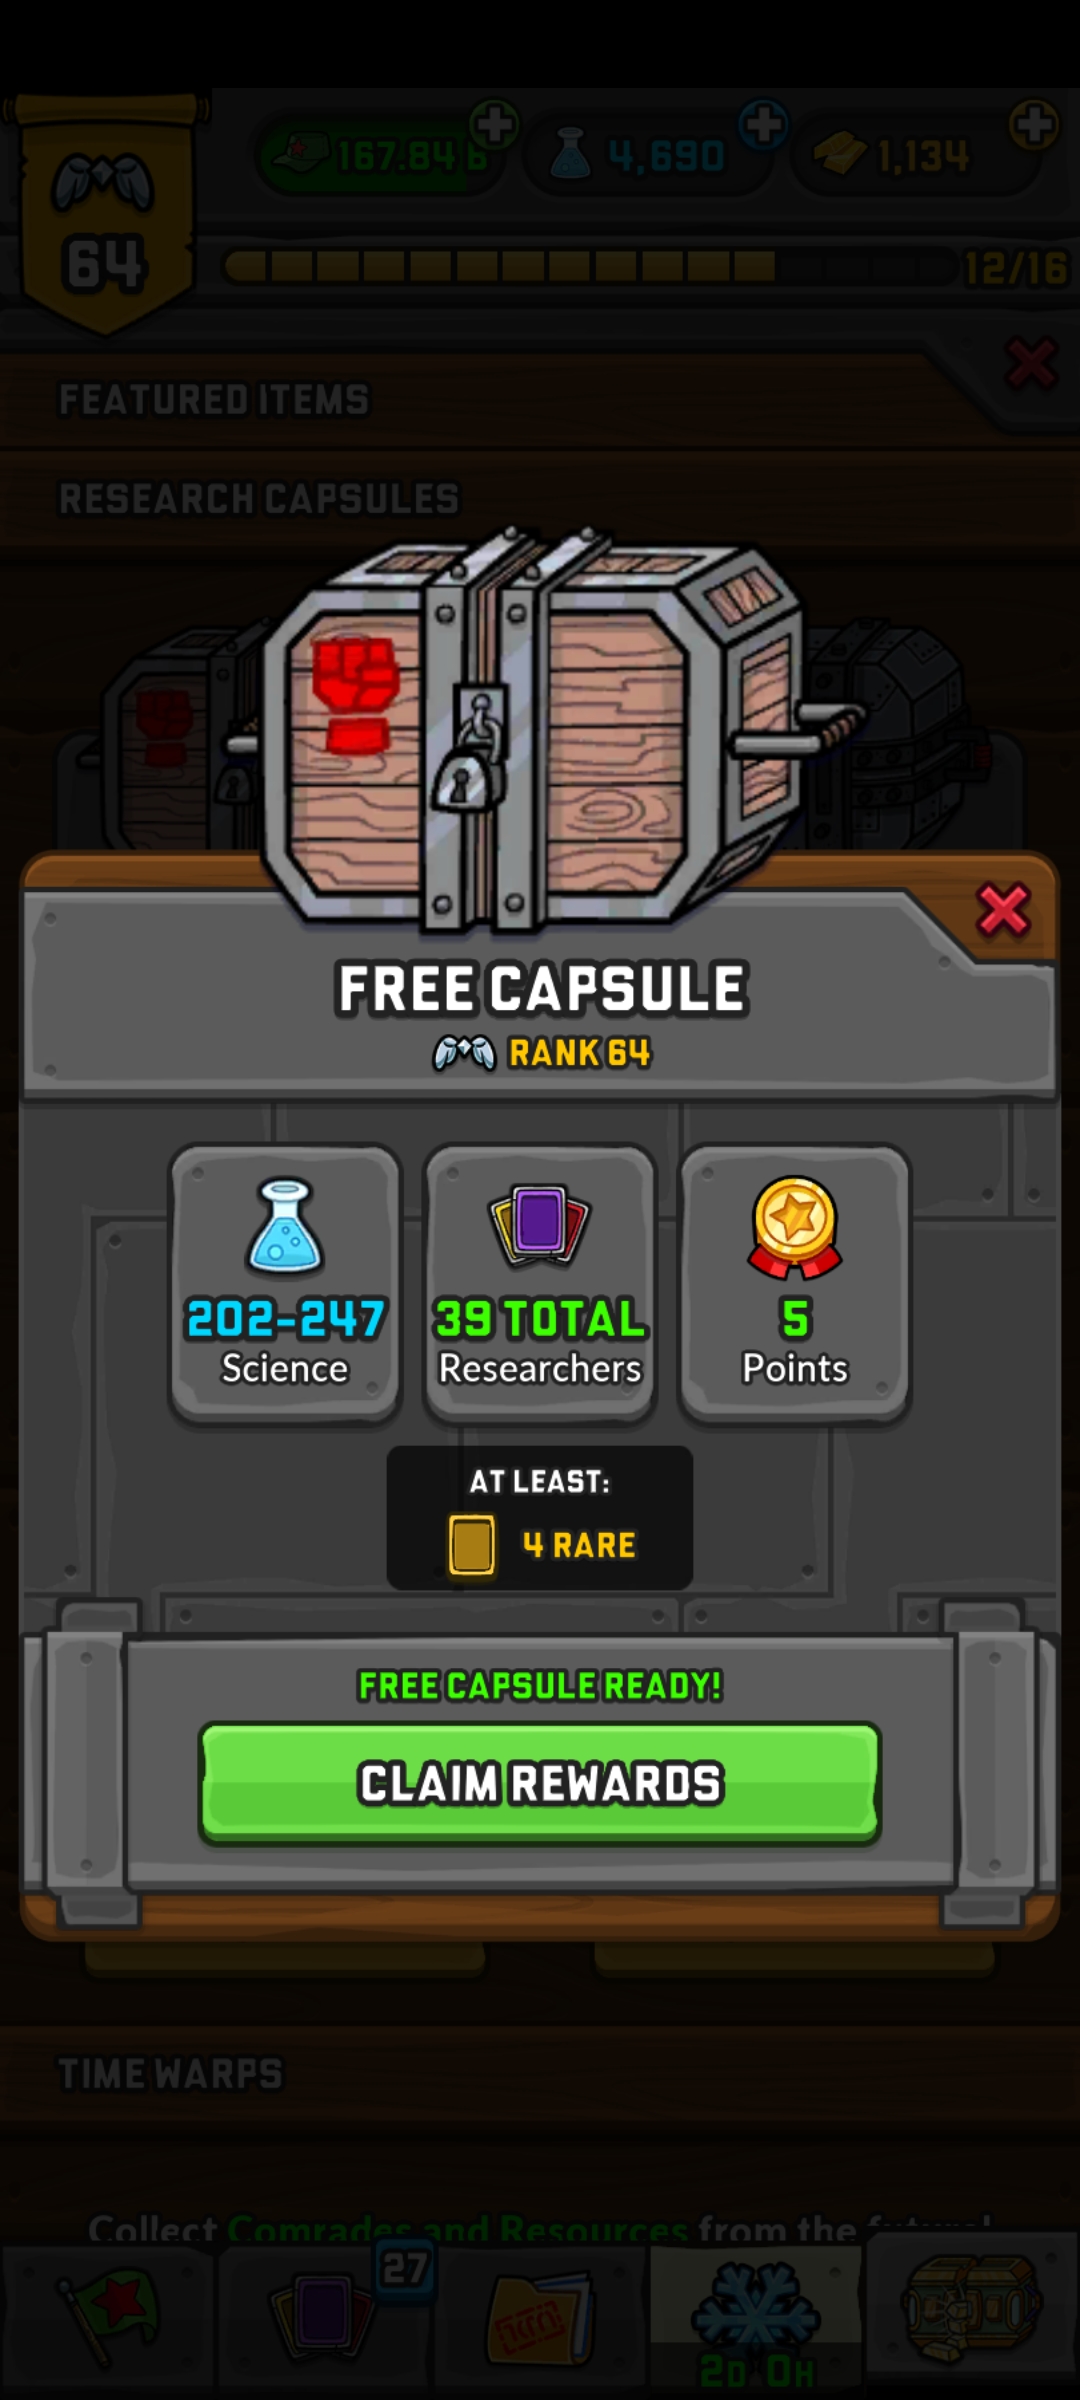 167.84 B
4,690
1,134
64
12/16
FEATURED ITEMS
RESEARCH CAPSULES
FREE CAPSULE
RANK 64
202-247
Science
39 TOTAL
Researchers
5
Points
AT LEAST:
4 RARE
FREE CAPSULE READY!
CLAIM REWARDS
TIME WARPS
Collect Comrades and Resources from the future!
27
2D 0H